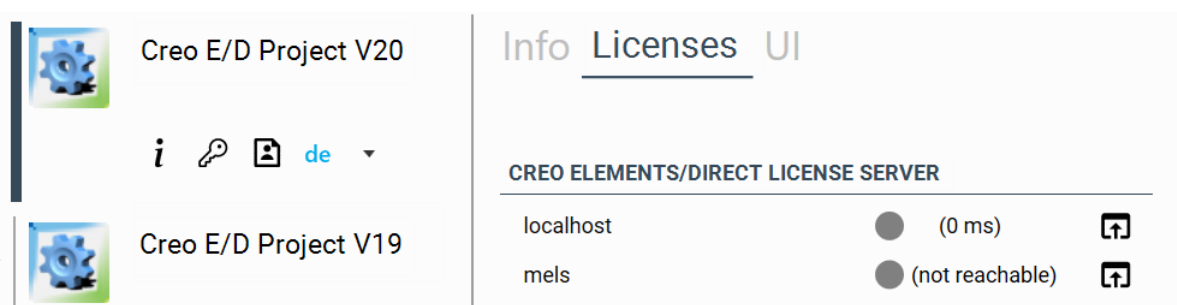 Creo E/D Project V20
i de
Creo E/D Project V19
Info Licenses UI
CREO ELEMENTS/DIRECT LICENSE SERVER
localhost (0 ms)
mels (not reachable)